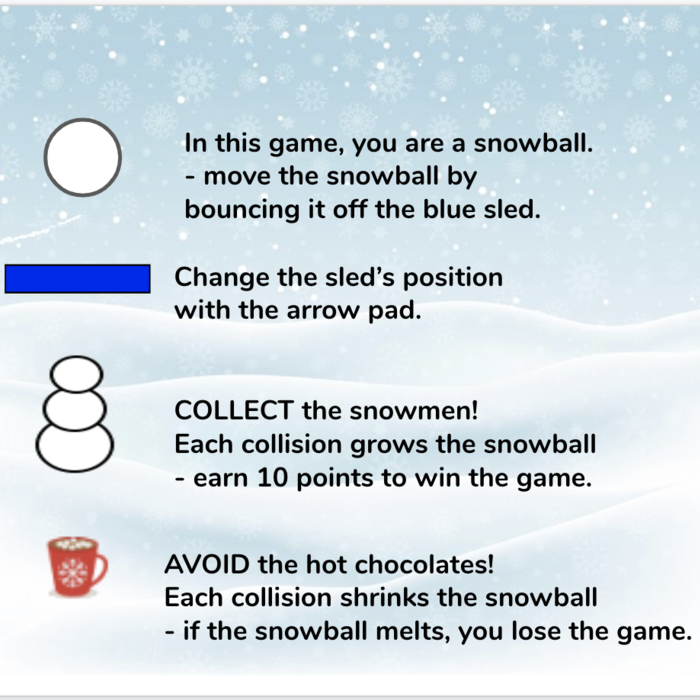 In this game, you are a snowball.
- move the snowball by
bouncing it off the blue sled.
Change the sled’s position
with the arrow pad.
COLLECT the snowmen!
Each collision grows the snowball
- earn 10 points to win the game.
AVOID the hot chocolates!
Each collision shrinks the snowball
- if the snowball melts, you lose the game.